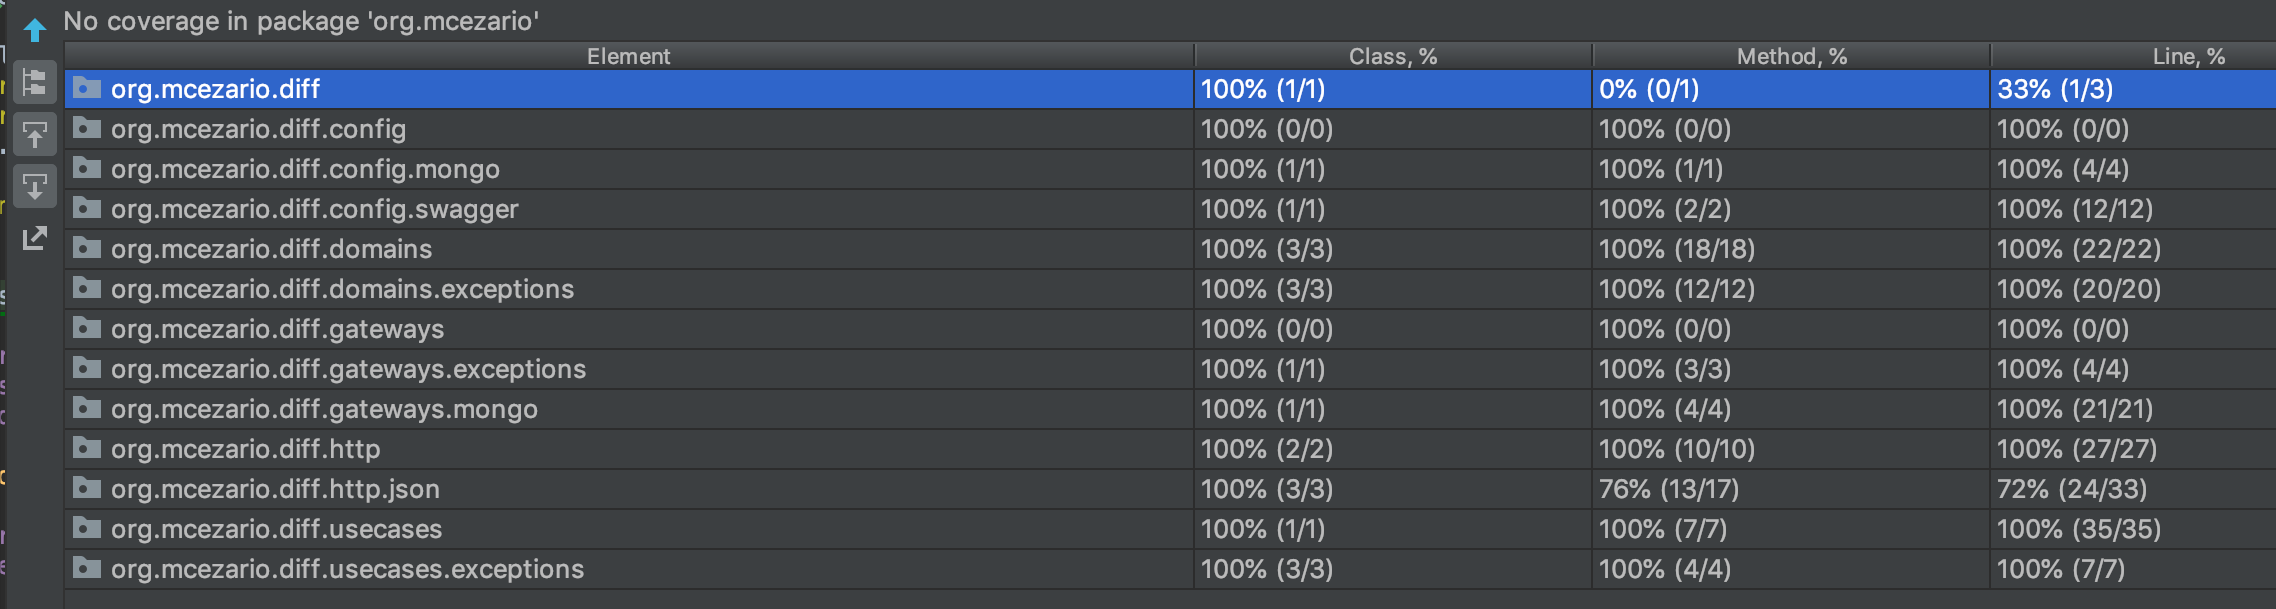 No coverage in package 'org.mcezario'
Element Class, % Method, % Line, %
org.mcezario.diff 100% (1/1) 0% (0/1) 33% (1/3)
org.mcezario.diff.config 100% (0/0) 100% (0/0) 100% (0/0)
org.mcezario.diff.config.mongo 100% (1/1) 100% (1/1) 100% (4/4)
org.mcezario.diff.config.swagger 100% (1/1) 100% (2/2) 100% (12/12)
org.mcezario.diff.domains 100% (3/3) 100% (18/18) 100% (22/22)
org.mcezario.diff.domains.exceptions 100% (3/3) 100% (12/12) 100% (20/20)
org.mcezario.diff.gateways 100% (0/0) 100% (0/0) 100% (0/0)
org.mcezario.diff.gateways.exceptions 100% (1/1) 100% (3/3) 100% (4/4)
org.mcezario.diff.gateways.mongo 100% (1/1) 100% (4/4) 100% (21/21)
org.mcezario.diff.http 100% (2/2) 100% (10/10) 100% (27/27)
org.mcezario.diff.http.json 100% (3/3) 76% (13/17) 72% (24/33)
org.mcezario.diff.usecases 100% (1/1) 100% (7/7) 100% (35/35)
org.mcezario.diff.usecases.exceptions 100% (3/3) 100% (4/4) 100% (7/7)